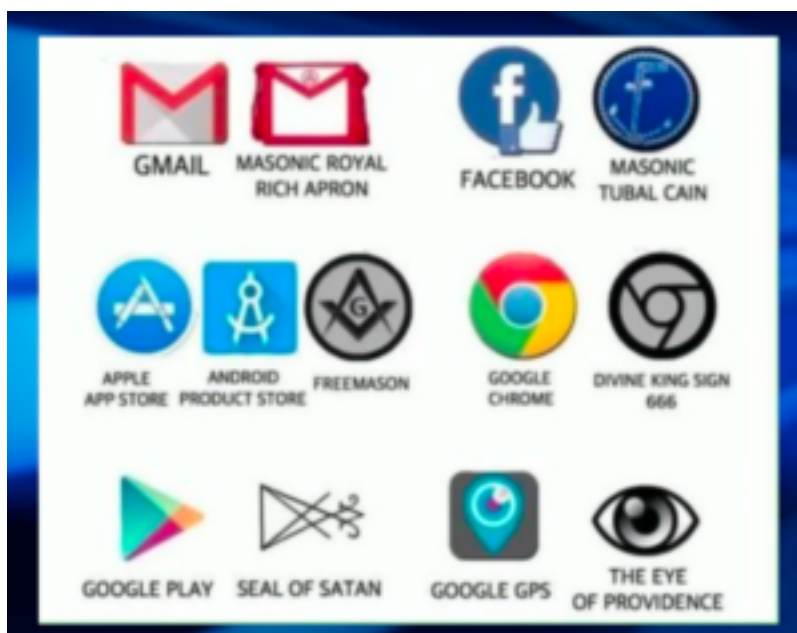 GMAIL
MASONIC ROYAL
RICH APRON
FACEBOOK
MASONIC
TUBAL CAIN
APPLE
APP STORE
ANDROID
PRODUCT STORE
FREEMASON
G
GOOGLE
CHROME
DIVINE KING SIGN
666
GOOGLE PLAY
SEAL OF SATAN
GOOGLE GPS
THE EYE
OF PROVIDENCE